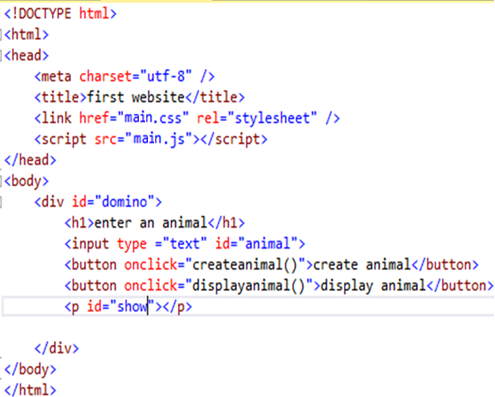 <!DOCTYPE html>
<html>
<head>
<meta charset="utf-8" />
<title>first website</title>
<link href="main.css" rel="stylesheet" />
<script src="main.js"></script>
</head>
<body>
<div id="domino">
<h1>enter an animal</h1>
<input type ="text" id="animal">
<button onclick="createanimal()">create animal</button>
<button onclick="displayanimal()">display animal</button>
<p id="show"></p>
</div>
</body>
</html>